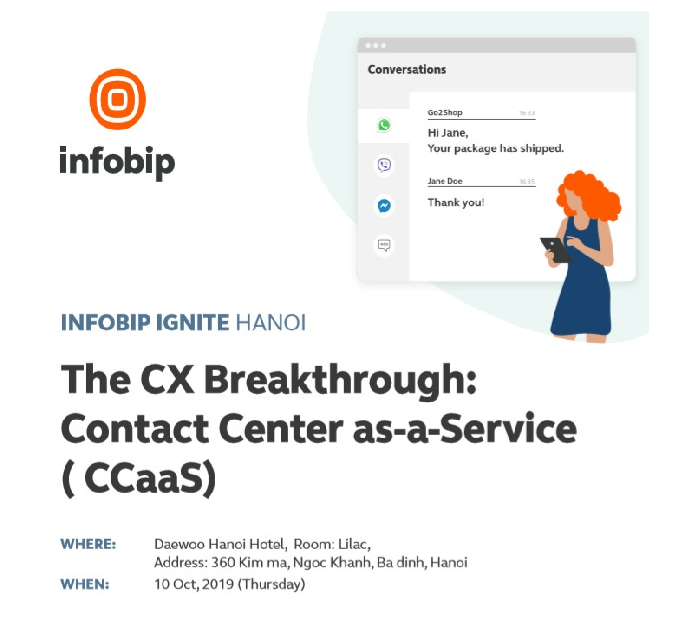 infobip
Conversations
Go2Shop 16:33
Hi Jane,
Your package has shipped.
Jane Doe 16:35
Thank you!
INFOBIP IGNITE HANOI
The CX Breakthrough:
Contact Center as-a-Service
( CCaaS)
WHERE: Daewoo Hanoi Hotel, Room: Lilac,
Address: 360 Kim ma, Ngoc Khanh, Ba dinh, Hanoi
WHEN: 10 Oct, 2019 (Thursday)